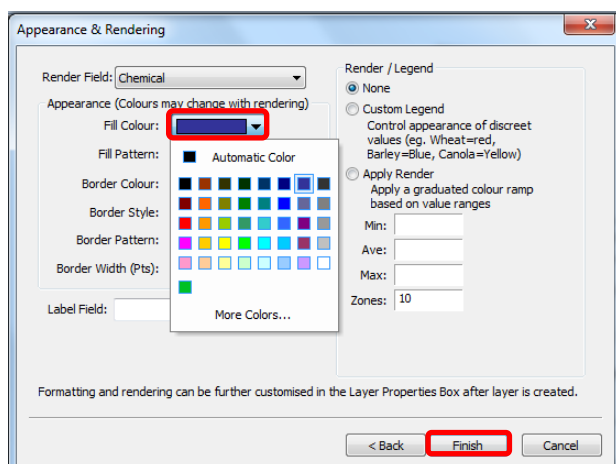 Appearance & Rendering
Render Field: Chemical
Appearance (Colours may change with rendering)
Fill Colour:
Fill Pattern:
Border Colour:
Border Style:
Border Pattern:
Border Width (Pts):
Label Field:
Automatic Color
More Colors...
Render / Legend
None
Custom Legend
Control appearance of discreet
values (eg. Wheat=red,
Barley=Blue, Canola=Yellow)
Apply Render
Apply a graduated colour ramp
based on value ranges
Min:
Ave:
Max:
Zones: 10
Formatting and rendering can be further customised in the Layer Properties Box after layer is created.
< Back Finish Cancel